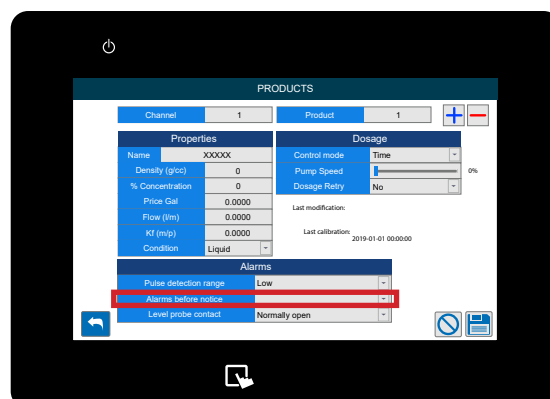 PRODUCTS
Channel 1 Product 1
Properties
Name XXXXX
Density (g/cc) 0
% Concentration 0
Price Gal 0.0000
Flow (l/m) 0.0000
Kf (m/p) 0.0000
Condition Liquid
Dosage
Control mode Time
Pump Speed 0%
Dosage Retry No
Last modification:
Last calibration:
2019-01-01 00:00:00
Alarms
Pulse detection range Low
Alarms before notice
Level probe contact Normally open